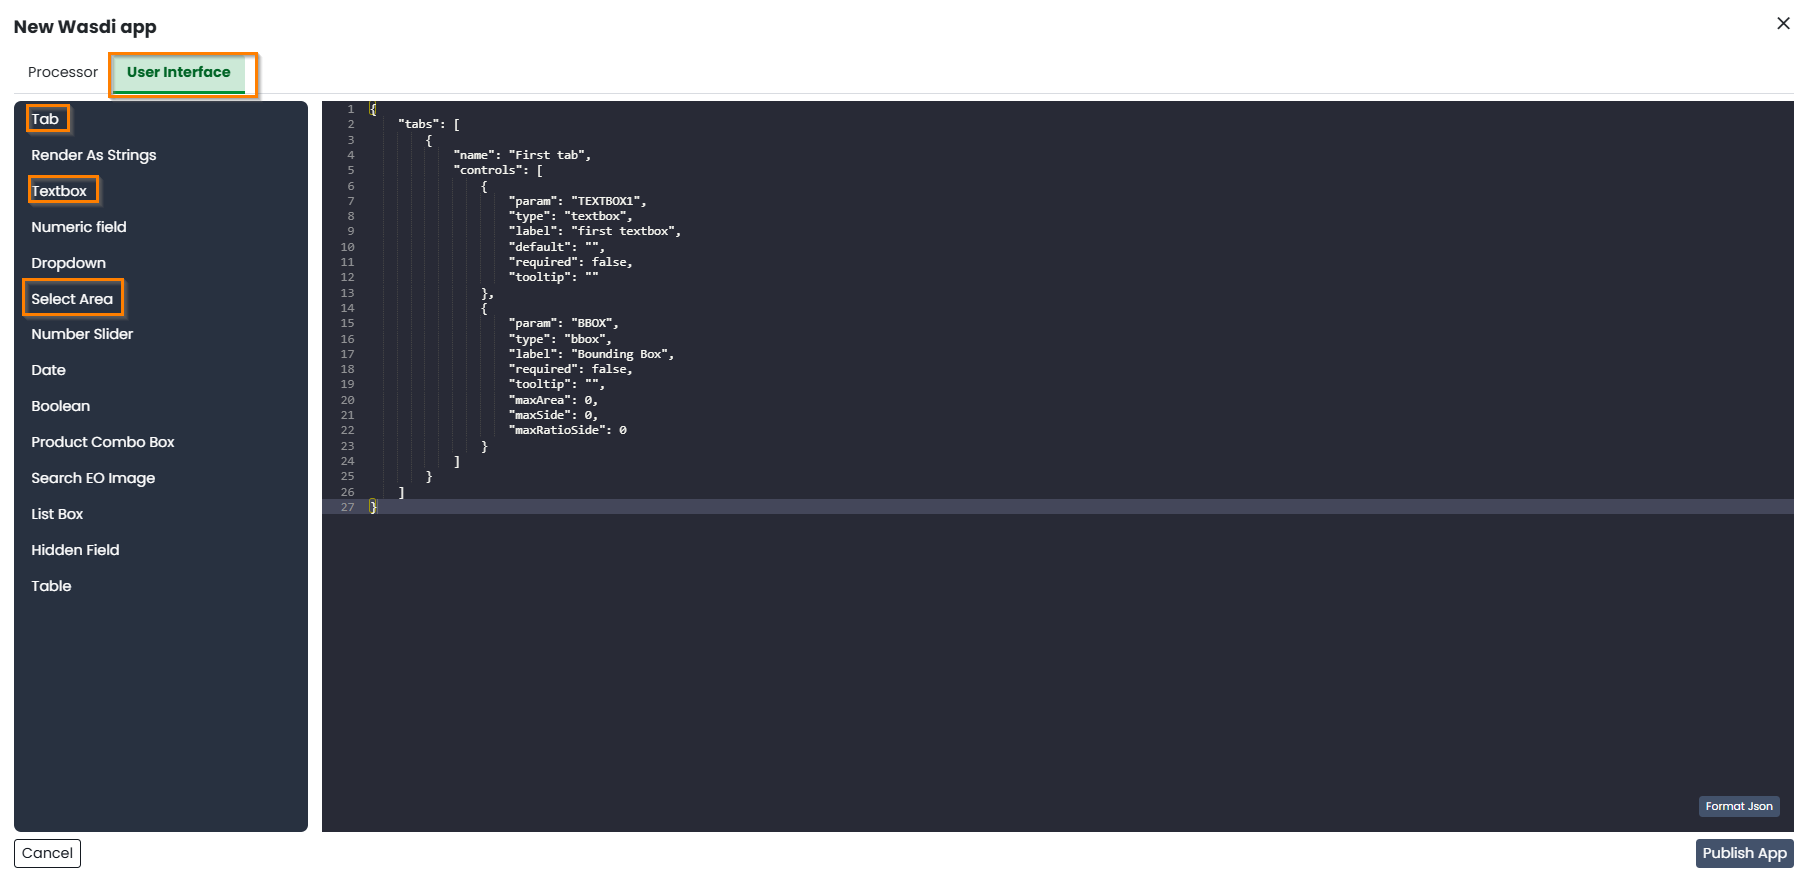 New Wasdi app
Processor
User Interface
Tab
Render As Strings
Textbox
Numeric field
Dropdown
Select Area
Number Slider
Date
Boolean
Product Combo Box
Search EO Image
List Box
Hidden Field
Table
1 {
2 "tabs": [
3 {
4 "name": "First tab",
5 "controls": [
6 {
7 "param": "TEXTBOX1",
8 "type": "textbox",
9 "label": "first textbox",
10 "default": "",
11 "required": false,
12 "tooltip": ""
13 },
14 {
15 "param": "BBOX",
16 "type": "bbox",
17 "label": "Bounding Box",
18 "required": false,
19 "tooltip": "",
20 "maxArea": 0,
21 "maxSide": 0,
22 "maxRatioSide": 0
23 }
24 ]
25 }
26 ]
27 }
Format Json
Cancel
Publish App